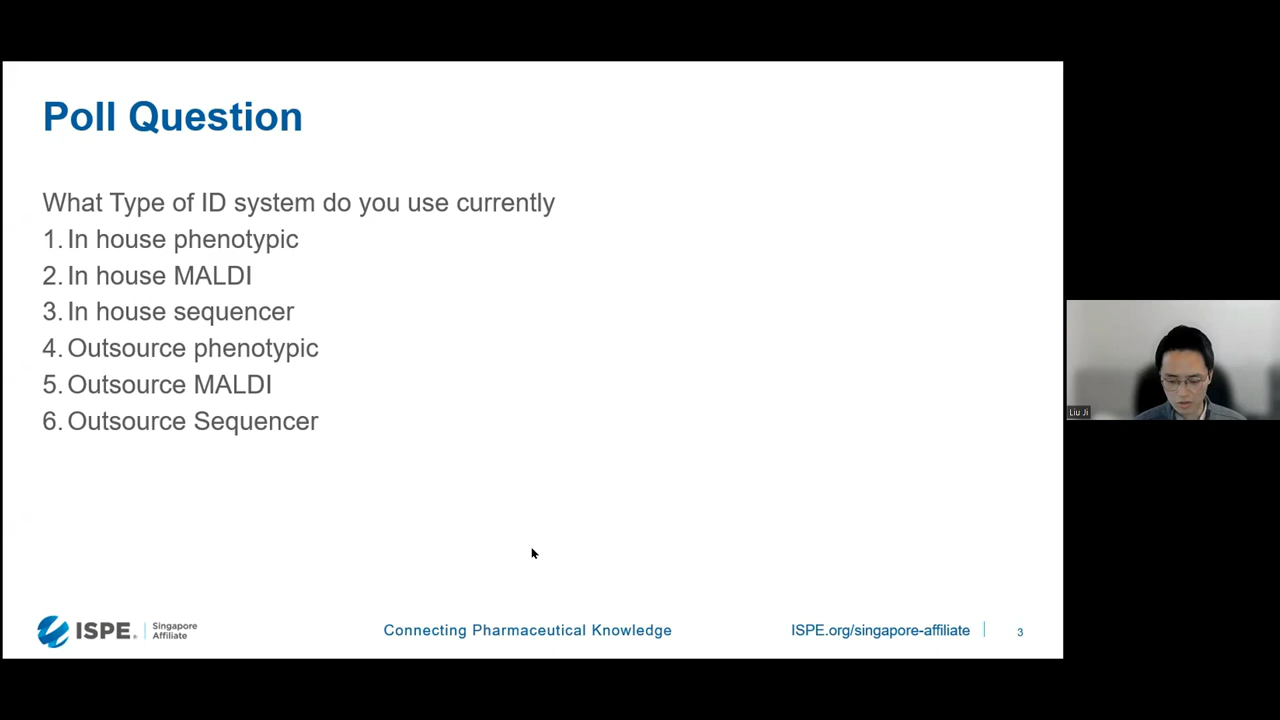 Poll Question
What Type of ID system do you use currently
1. In house phenotypic
2. In house MALDI
3. In house sequencer
4. Outsource phenotypic
5. Outsource MALDI
6. Outsource Sequencer
Liu Ji
ISPE.
Singapore
Affiliate
Connecting Pharmaceutical Knowledge
ISPE.org/singapore-affiliate
3